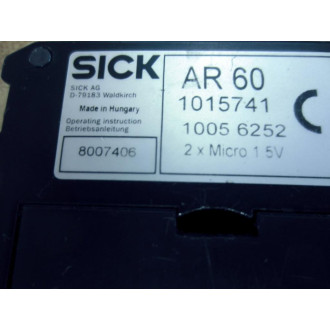 SICK
SICK AG
D-79183 Waldkirch
Made in Hungary
Operating instruction
Betriebsanleitung
8007406
AR 60
1015741
1005 6252
2 x Micro 1 5V